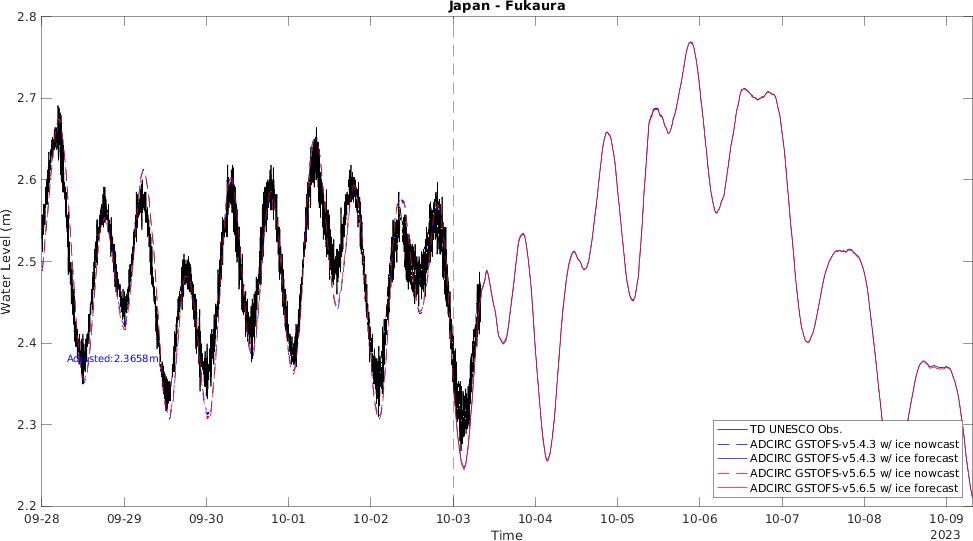 Japan - Fukaura
2.8
2.7
2.6
2.5
2.4
2.3
2.2
Water Level (m)
Adjusted:2.3658m
TD UNESCO Obs.
ADCIRC GSTOFS-v5.4.3 w/ ice nowcast
ADCIRC GSTOFS-v5.4.3 w/ ice forecast
ADCIRC GSTOFS-v5.6.5 w/ ice nowcast
ADCIRC GSTOFS-v5.6.5 w/ ice forecast
09-28 09-29 09-30 10-01 10-02 10-03 10-04 10-05 10-06 10-07 10-08 10-09
2023
Time